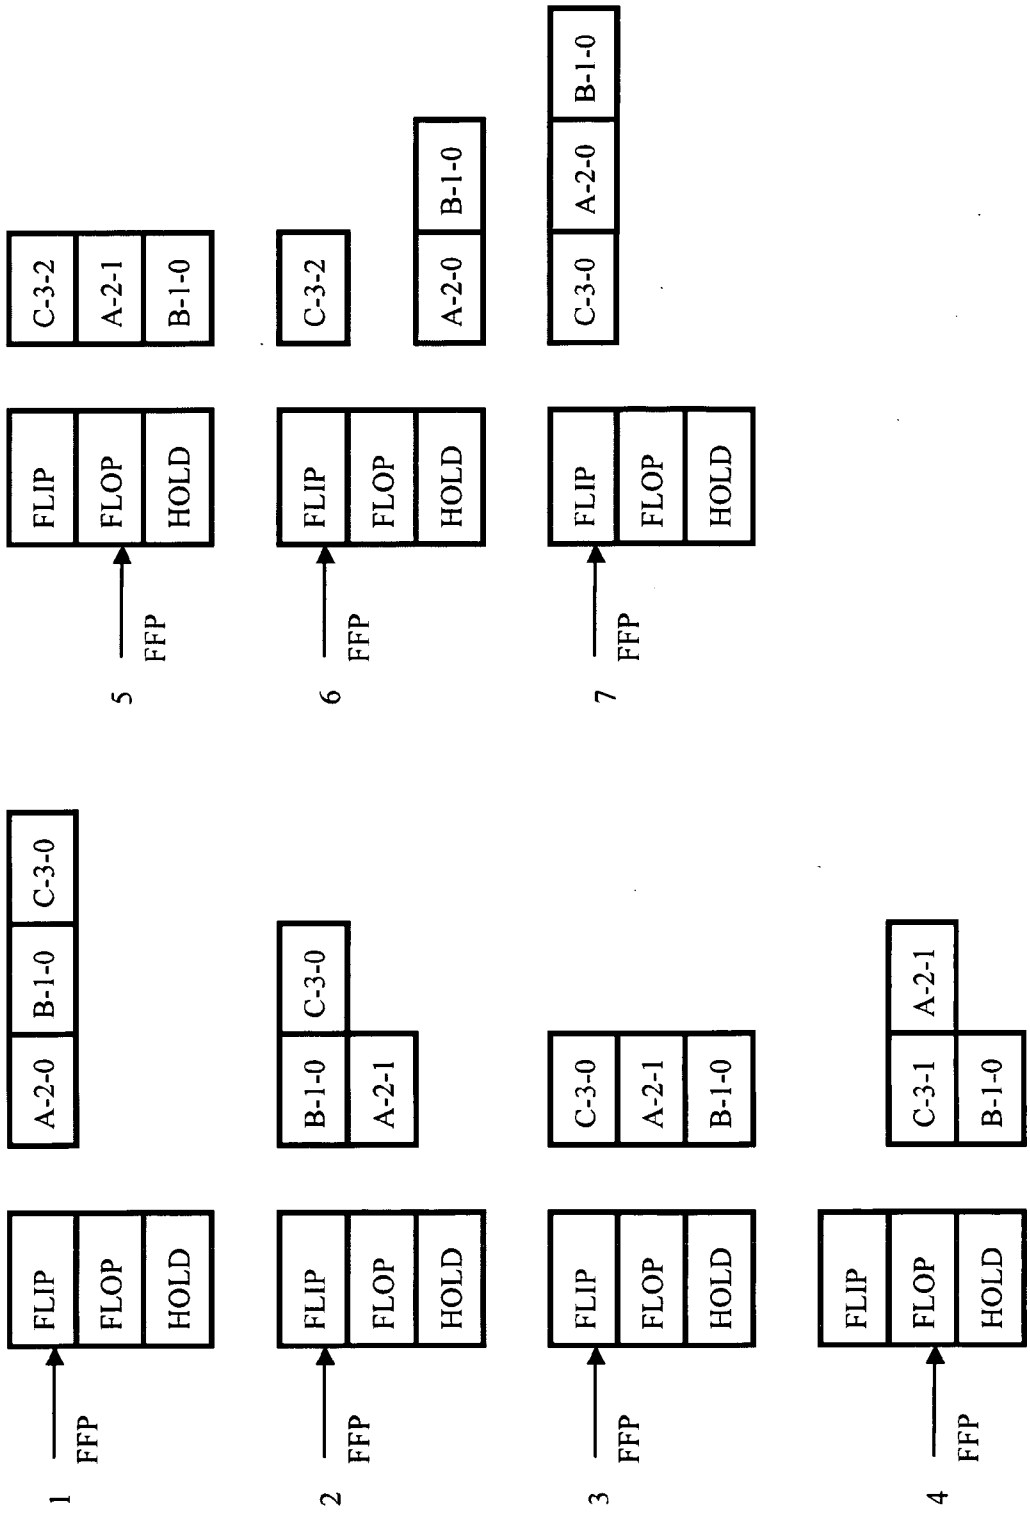 1
FFP
FLIP
FLOP
HOLD
A-2-0 B-1-0 C-3-0
2
FFP
FLIP
FLOP
HOLD
B-1-0 C-3-0
A-2-1
3
FFP
FLIP
FLOP
HOLD
C-3-0
A-2-1
B-1-0
4
FFP
FLIP
FLOP
HOLD
C-3-1 A-2-1
B-1-0
5
FFP
FLIP
FLOP
HOLD
C-3-2
A-2-1
B-1-0
6
FFP
FLIP
FLOP
HOLD
C-3-2
A-2-0 B-1-0
7
FFP
FLIP
FLOP
HOLD
C-3-0 A-2-0 B-1-0